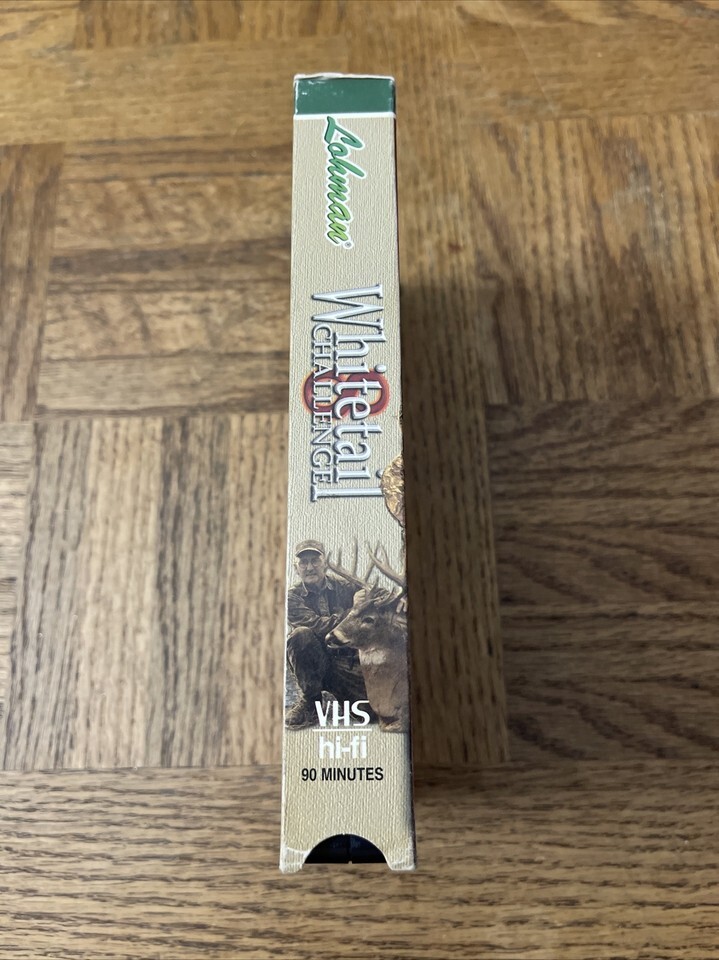 Lohman®
Whitetail
CHALLENGE
VHS
hi-fi
90 MINUTES